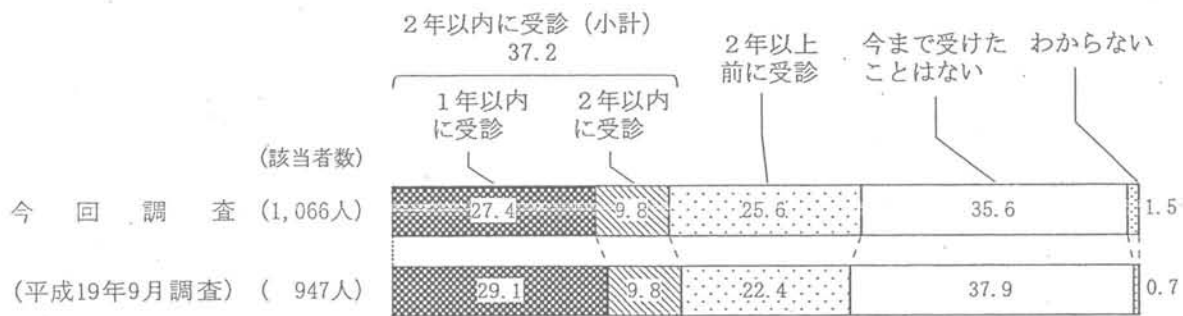 2年以内に受診（小計）
37.2
1年以内
に受診
2年以内
に受診
2年以上
前に受診
今まで受けた
ことはない
わからない
(該当者数)
今回調査 (1,066人) 27.4 9.8 25.6 35.6 1.5
(平成19年9月調査) ( 947人) 29.1 9.8 22.4 37.9 0.7